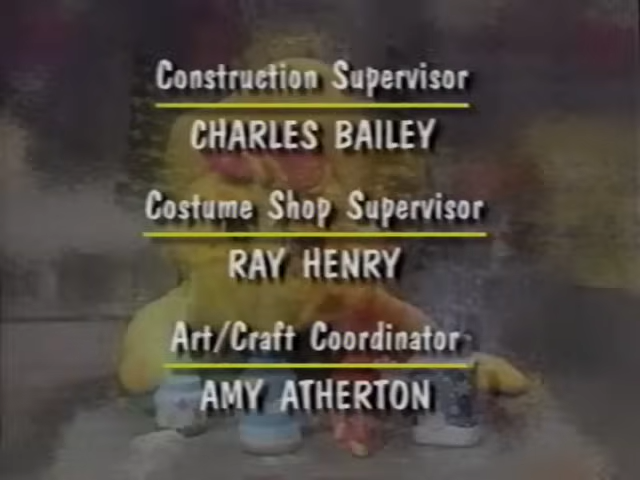 Construction Supervisor
CHARLES BAILEY
Costume Shop Supervisor
RAY HENRY
Art/Craft Coordinator
AMY ATHERTON